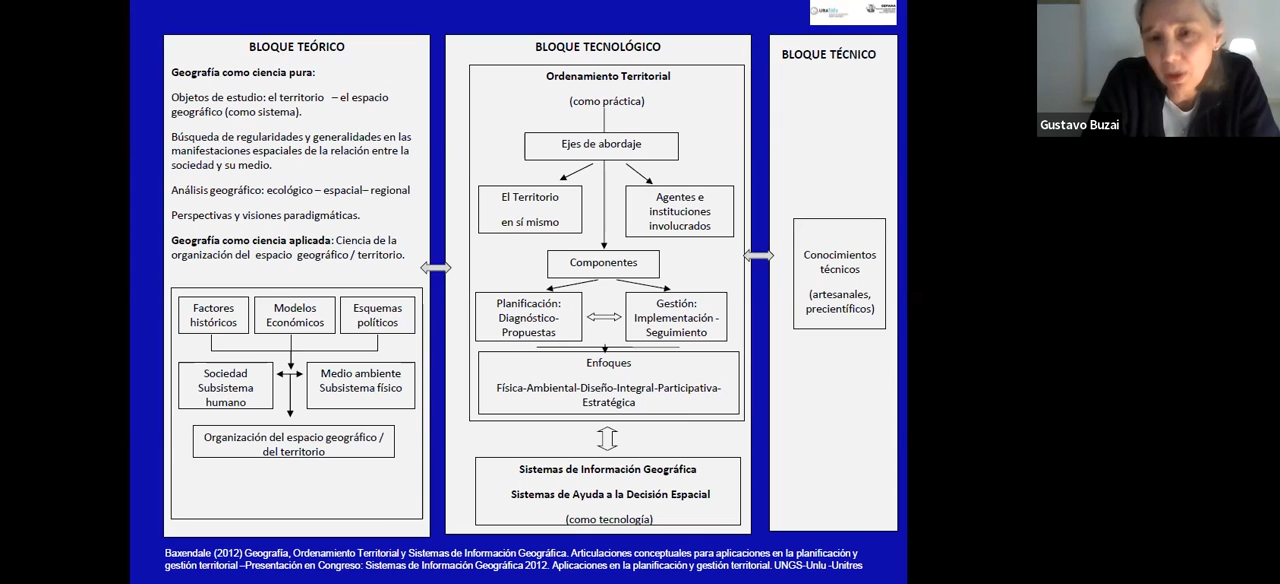 BLOQUE TEÓRICO
Geografía como ciencia pura:
Objetos de estudio: el territorio – el espacio
geográfico (como sistema).
Búsqueda de regularidades y generalidades en las
manifestaciones espaciales de la relación entre la
sociedad y su medio.
Análisis geográfico: ecológico – espacial– regional
Perspectivas y visiones paradigmáticas.
Geografía como ciencia aplicada: Ciencia de la
organización del espacio geográfico / territorio.
Factores
históricos
Modelos
Económicos
Esquemas
políticos
Sociedad
Subsistema
humano
Medio ambiente
Subsistema físico
Organización del espacio geográfico /
del territorio
BLOQUE TECNOLÓGICO
Ordenamiento Territorial
(como práctica)
Ejes de abordaje
El Territorio
en sí mismo
Agentes e
instituciones
involucrados
Componentes
Planificación:
Diagnóstico-
Propuestas
Gestión:
Implementación -
Seguimiento
Enfoques
Física-Ambiental-Diseño-Integral-Participativa-
Estratégica
Sistemas de Información Geográfica
Sistemas de Ayuda a la Decisión Espacial
(como tecnología)
BLOQUE TÉCNICO
Conocimientos
técnicos
(artesanales,
precientíficos)
Baxendale (2012) Geografía, Ordenamiento Territorial y Sistemas de Información Geográfica. Articulaciones conceptuales para aplicaciones en la planificación y
gestión territorial –Presentación en Congreso: Sistemas de Información Geográfica 2012. Aplicaciones en la planificación y gestión territorial. UNGS-Unlu -Unitres
Gustavo Buzai